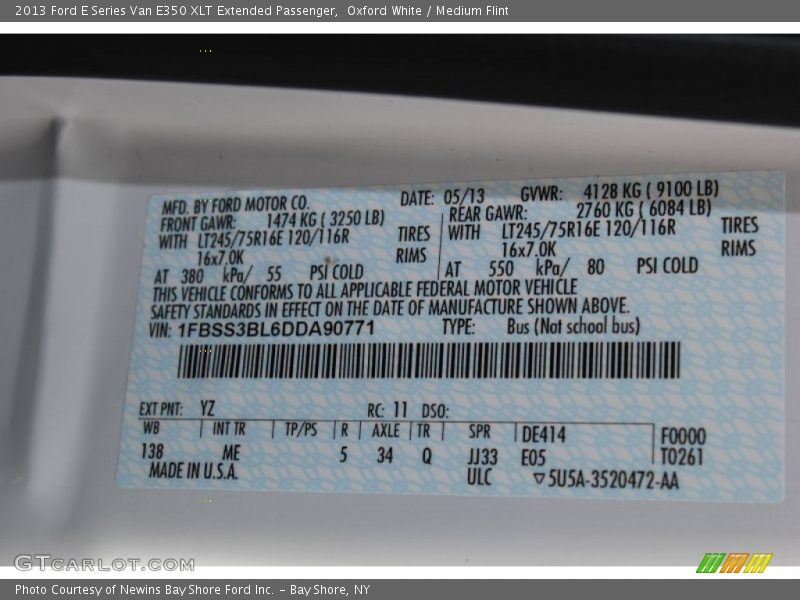 2013 Ford E Series Van E350 XLT Extended Passenger,  Oxford White / Medium Flint
MFD. BY FORD MOTOR CO. DATE: 05/13 GVWR: 4128 KG ( 9100 LB)
FRONT GAWR: 1474 KG ( 3250 LB) REAR GAWR: 2760 KG ( 6084 LB)
WITH LT245/75R16E 120/116R TIRES WITH LT245/75R16E 120/116R TIRES
16x7.0K RIMS 16x7.0K RIMS
AT 380 kPa/ 55 PSI COLD AT 550 kPa/ 80 PSI COLD
THIS VEHICLE CONFORMS TO ALL APPLICABLE FEDERAL MOTOR VEHICLE
SAFETY STANDARDS IN EFFECT ON THE DATE OF MANUFACTURE SHOWN ABOVE.
VIN: 1FBSS3BL6DDA90771 TYPE: Bus (Not school bus)
EXT PNT: YZ RC: 11 DSO:
WB INT TR TP/PS R AXLE TR SPR DE414 F0000
138 ME 5 34 Q JJ33 E05 T0261
MADE IN U.S.A. ULC ▽5U5A-3520472-AA
GTCARLOT.COM
Photo Courtesy of Newins Bay Shore Ford Inc. – Bay Shore, NY